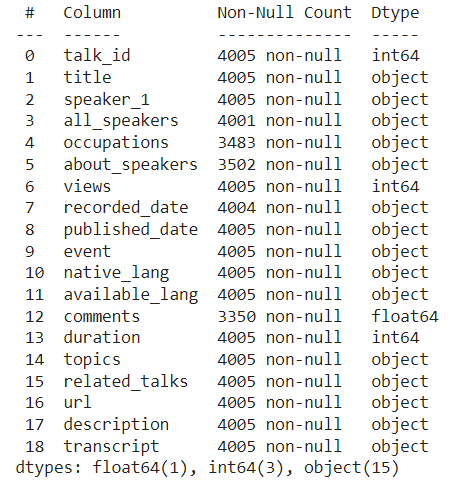 #   Column          Non-Null Count  Dtype
---  ------          --------------  -----
0   talk_id         4005 non-null   int64
1   title           4005 non-null   object
2   speaker_1       4005 non-null   object
3   all_speakers    4001 non-null   object
4   occupations     3483 non-null   object
5   about_speakers  3502 non-null   object
6   views           4005 non-null   int64
7   recorded_date   4004 non-null   object
8   published_date  4005 non-null   object
9   event           4005 non-null   object
10  native_lang     4005 non-null   object
11  available_lang  4005 non-null   object
12  comments        3350 non-null   float64
13  duration        4005 non-null   int64
14  topics          4005 non-null   object
15  related_talks   4005 non-null   object
16  url             4005 non-null   object
17  description     4005 non-null   object
18  transcript      4005 non-null   object
dtypes: float64(1), int64(3), object(15)